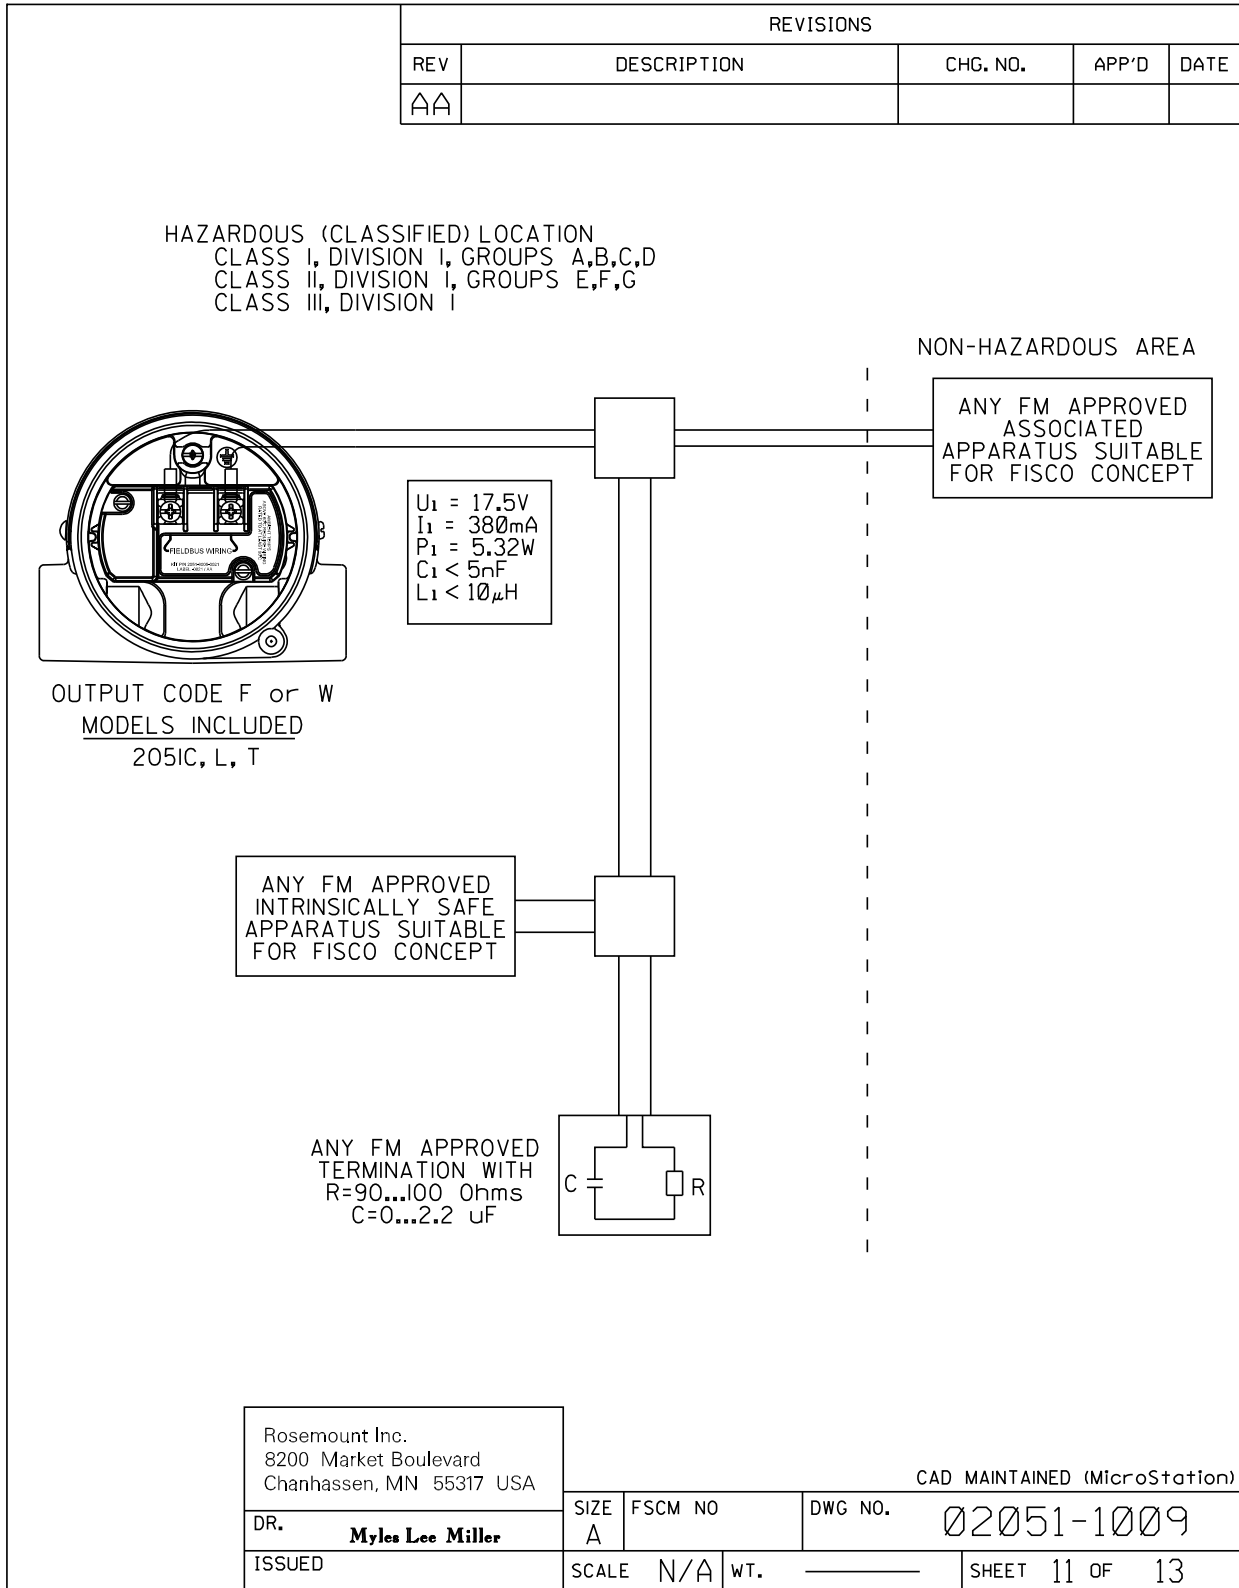 REVISIONS
REV DESCRIPTION CHG. NO. APP'D DATE
AA
HAZARDOUS (CLASSIFIED) LOCATION
CLASS I, DIVISION I, GROUPS A,B,C,D
CLASS II, DIVISION I, GROUPS E,F,G
CLASS III, DIVISION I
NON-HAZARDOUS AREA
ANY FM APPROVED
ASSOCIATED
APPARATUS SUITABLE
FOR FISCO CONCEPT
U1 = 17.5V
I1 = 380mA
P1 = 5.32W
C1 < 5nF
L1 < 10µH
FIELDBUS WIRING
OUTPUT CODE F or W
MODELS INCLUDED
2051C, L, T
ANY FM APPROVED
INTRINSICALLY SAFE
APPARATUS SUITABLE
FOR FISCO CONCEPT
ANY FM APPROVED
TERMINATION WITH
R=90...100 Ohms
C=0...2.2 uF
C R
Rosemount Inc.
8200 Market Boulevard
Chanhassen, MN 55317 USA
CAD MAINTAINED (MicroStation)
DR. Myles Lee Miller
SIZE A
FSCM NO
DWG NO. 02051-1009
ISSUED
SCALE N/A WT.
SHEET 11 OF 13